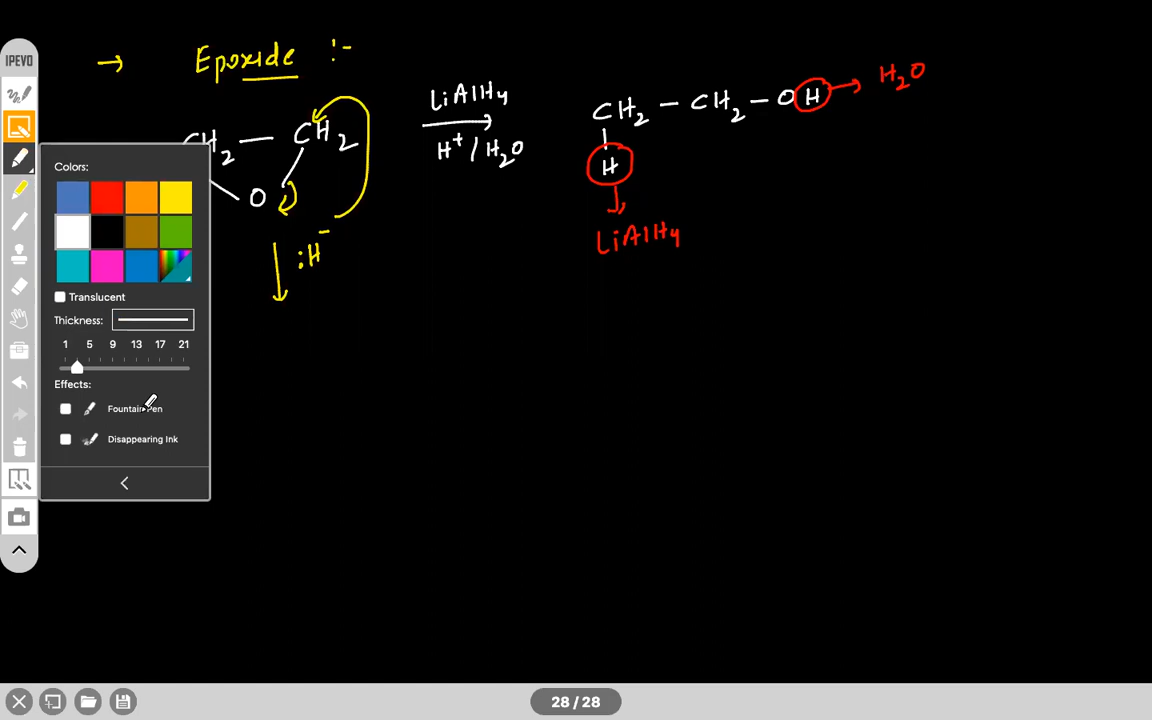 → Epoxide :-
CH2 — CH2
O
:H⁻
LiAlH4
H⁺ / H2O
CH2 — CH2 — OH → H2O
H
LiAlH4
IPEVO
Colors:
Translucent
Thickness:
1 5 9 13 17 21
Effects:
Fountain Pen
Disappearing Ink
28 / 28